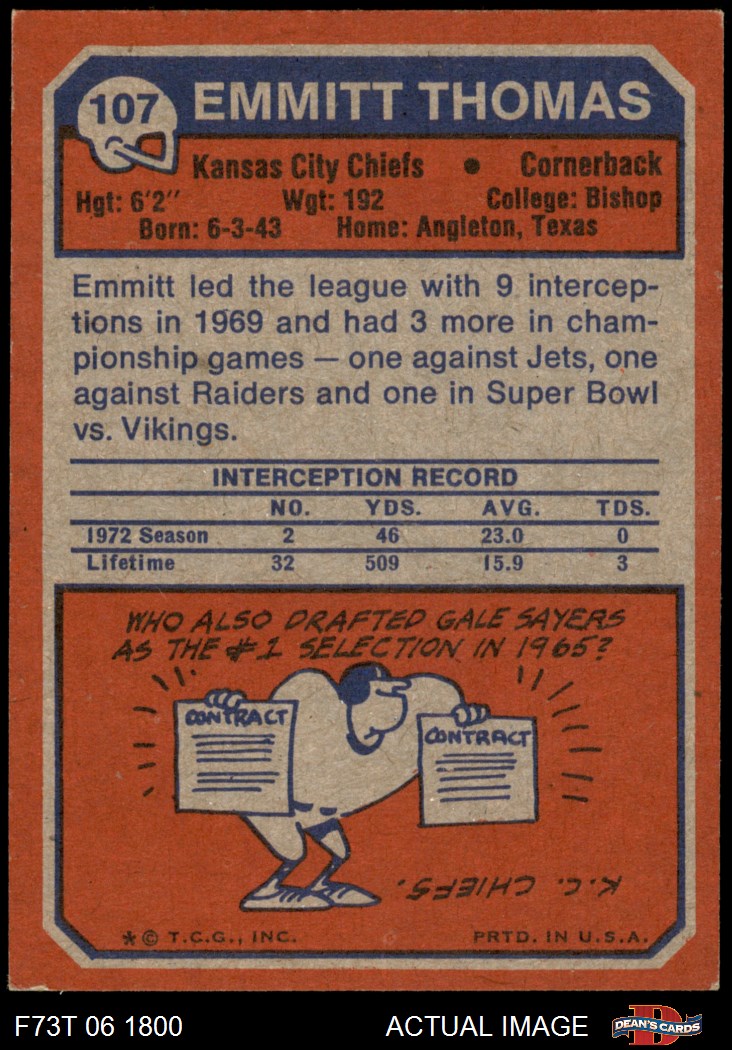 107
EMMITT THOMAS
Kansas City Chiefs • Cornerback
Hgt: 6'2" Wgt: 192 College: Bishop
Born: 6-3-43 Home: Angleton, Texas
Emmitt led the league with 9 intercep-
tions in 1969 and had 3 more in cham-
pionship games — one against Jets, one
against Raiders and one in Super Bowl
vs. Vikings.
INTERCEPTION RECORD
NO. YDS. AVG. TDS.
1972 Season 2 46 23.0 0
Lifetime 32 509 15.9 3
WHO ALSO DRAFTED GALE SAYERS
AS THE #1 SELECTION IN 1965?
CONTRACT
CONTRACT
K.C. CHIEFS.
*© T.C.G., INC. PRTD. IN U.S.A.
F73T 06 1800 ACTUAL IMAGE
D
DEAN'S CARDS